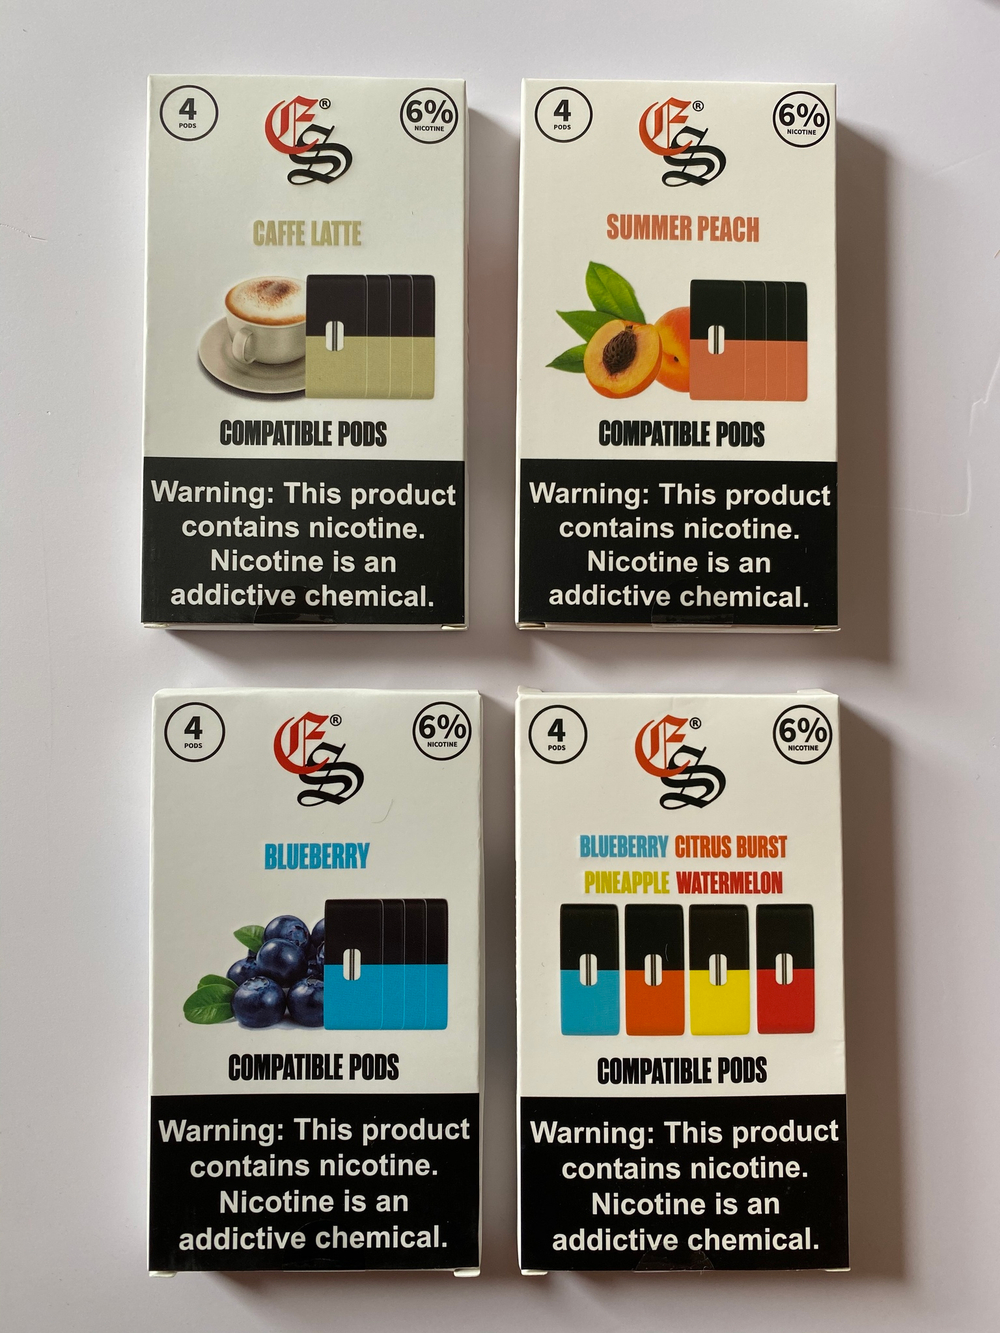 4
PODS
ES®
6%
NICOTINE
CAFFE LATTE
COMPATIBLE PODS
Warning: This product
contains nicotine.
Nicotine is an
addictive chemical.
4
PODS
ES®
6%
NICOTINE
SUMMER PEACH
COMPATIBLE PODS
Warning: This product
contains nicotine.
Nicotine is an
addictive chemical.
4
PODS
ES®
6%
NICOTINE
BLUEBERRY
COMPATIBLE PODS
Warning: This product
contains nicotine.
Nicotine is an
addictive chemical.
4
PODS
ES®
6%
NICOTINE
BLUEBERRY CITRUS BURST
PINEAPPLE WATERMELON
COMPATIBLE PODS
Warning: This product
contains nicotine.
Nicotine is an
addictive chemical.